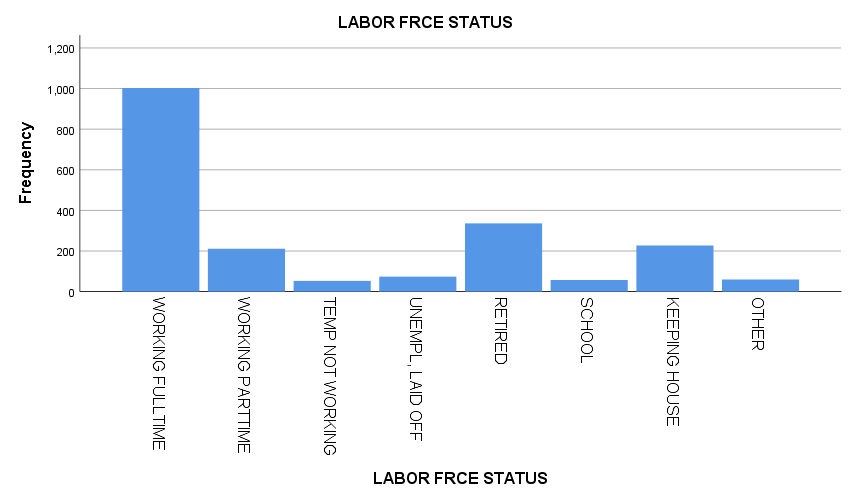 LABOR FRCE STATUS
Frequency
1,200
1,000
800
600
400
200
0
WORKING FULLTIME
WORKING PARTTIME
TEMP NOT WORKING
UNEMPL, LAID OFF
RETIRED
SCHOOL
KEEPING HOUSE
OTHER
LABOR FRCE STATUS